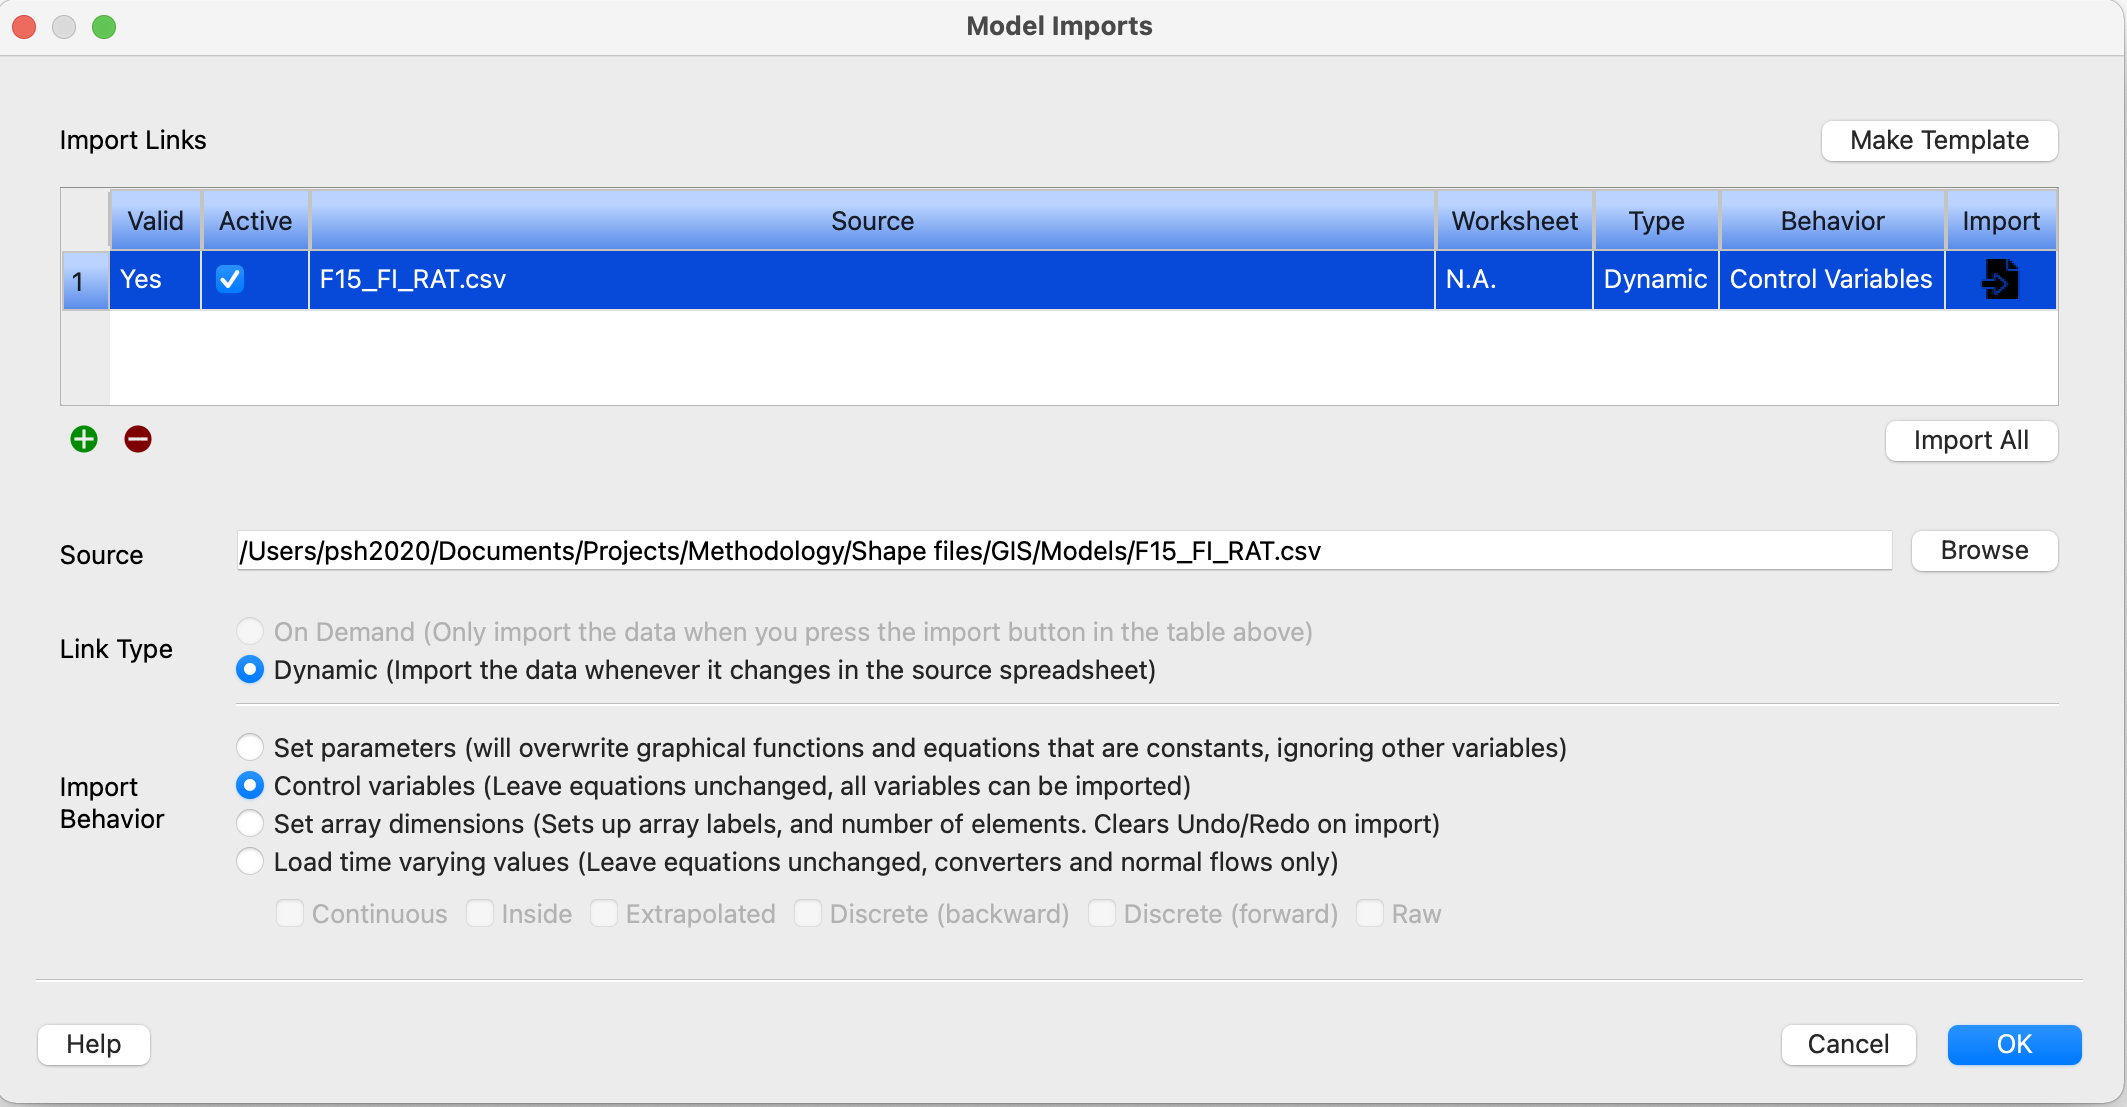 Model Imports
Import Links
Make Template
Valid Active Source Worksheet Type Behavior Import
1 Yes F15_FI_RAT.csv N.A. Dynamic Control Variables
Import All
Source /Users/psh2020/Documents/Projects/Methodology/Shape files/GIS/Models/F15_FI_RAT.csv Browse
Link Type
On Demand (Only import the data when you press the import button in the table above)
Dynamic (Import the data whenever it changes in the source spreadsheet)
Import
Behavior
Set parameters (will overwrite graphical functions and equations that are constants, ignoring other variables)
Control variables (Leave equations unchanged, all variables can be imported)
Set array dimensions (Sets up array labels, and number of elements. Clears Undo/Redo on import)
Load time varying values (Leave equations unchanged, converters and normal flows only)
Continuous Inside Extrapolated Discrete (backward) Discrete (forward) Raw
Help Cancel OK